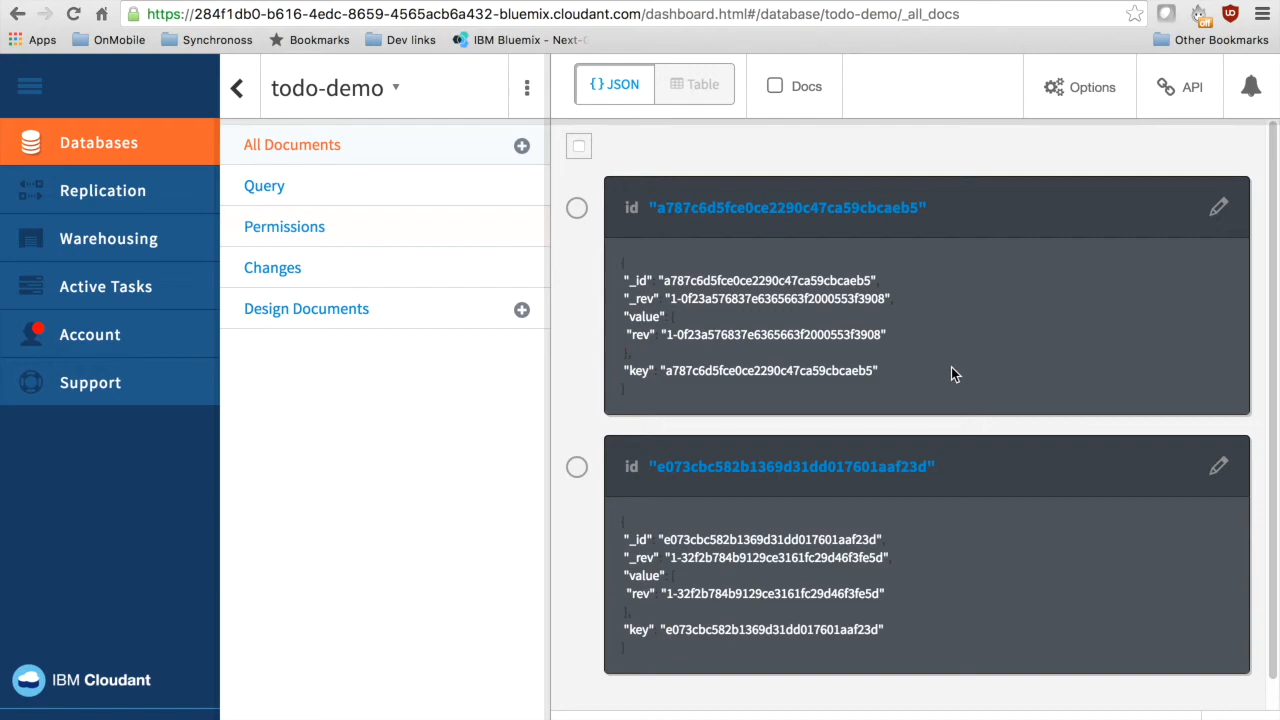 https://284f1db0-b616-4edc-8659-4565acb6a432-bluemix.cloudant.com/dashboard.html#/database/todo-demo/_all_docs
off
Apps OnMobile Synchronoss Bookmarks Dev links IBM Bluemix - Next-G Other Bookmarks
todo-demo
{} JSON
Table
Docs
Options
API
Databases
Replication
Warehousing
Active Tasks
Account
Support
IBM Cloudant
All Documents
Query
Permissions
Changes
Design Documents
id "a787c6d5fce0ce2290c47ca59cbcaeb5"
{
"_id": "a787c6d5fce0ce2290c47ca59cbcaeb5",
"_rev": "1-0f23a576837e6365663f2000553f3908",
"value": {
"rev": "1-0f23a576837e6365663f2000553f3908"
},
"key": "a787c6d5fce0ce2290c47ca59cbcaeb5"
}
id "e073cbc582b1369d31dd017601aaf23d"
{
"_id": "e073cbc582b1369d31dd017601aaf23d",
"_rev": "1-32f2b784b9129ce3161fc29d46f3fe5d",
"value": {
"rev": "1-32f2b784b9129ce3161fc29d46f3fe5d"
},
"key": "e073cbc582b1369d31dd017601aaf23d"
}